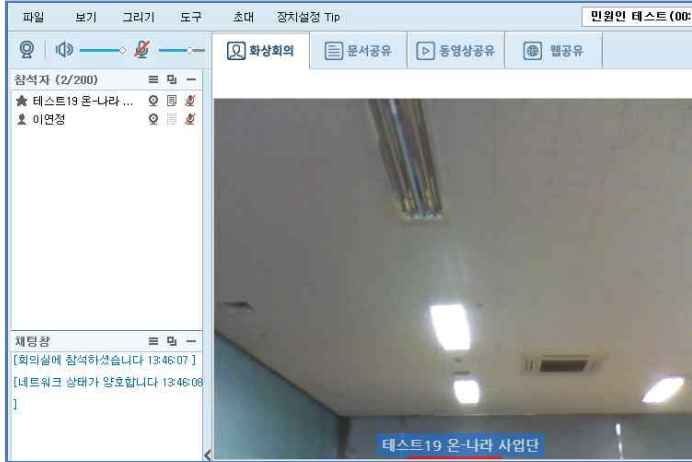 파일 보기 그리기 도구 초대 장치설정 Tip 민원인 테스트(00:
화상회의 문서공유 동영상공유 웹공유
참석자 (2/200)
테스트19 온-나라 ...
이연정
채팅창
[회의실에 참석하셨습니다 13:46:07 ]
[네트워크 상태가 양호합니다 13:46:08
]
테스트19 온-나라 사업단